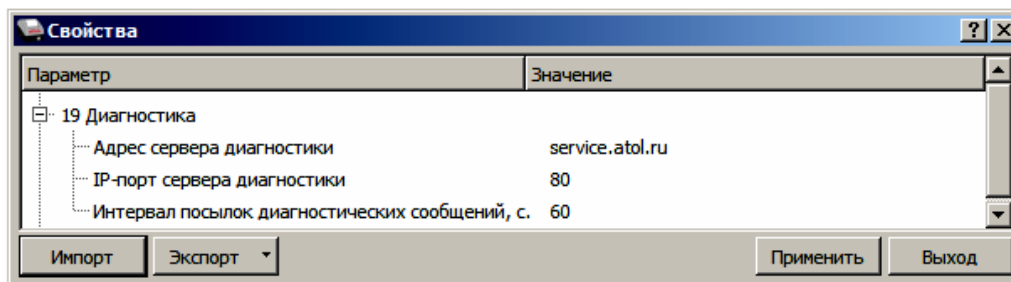 Свойства
Параметр Значение
19 Диагностика
Адрес сервера диагностики service.atol.ru
IP-порт сервера диагностики 80
Интервал посылок диагностических сообщений, с. 60
Импорт Экспорт Применить Выход